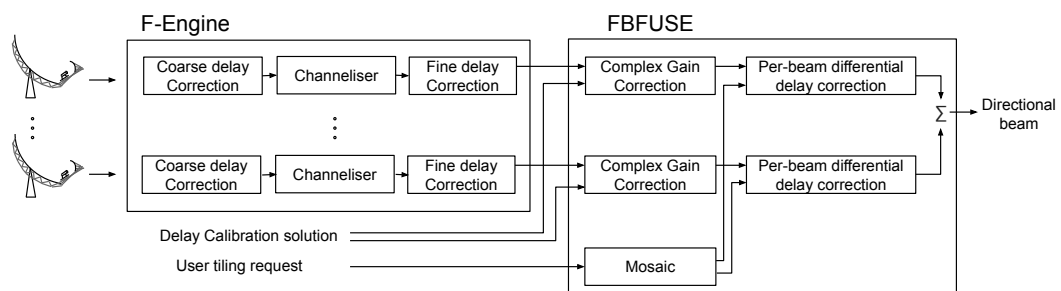 F-Engine
FBFUSE
Coarse delay
Correction
Channeliser
Fine delay
Correction
Complex Gain
Correction
Per-beam differential
delay correction
Σ
Directional
beam
Coarse delay
Correction
Channeliser
Fine delay
Correction
Complex Gain
Correction
Per-beam differential
delay correction
Delay Calibration solution
User tiling request
Mosaic